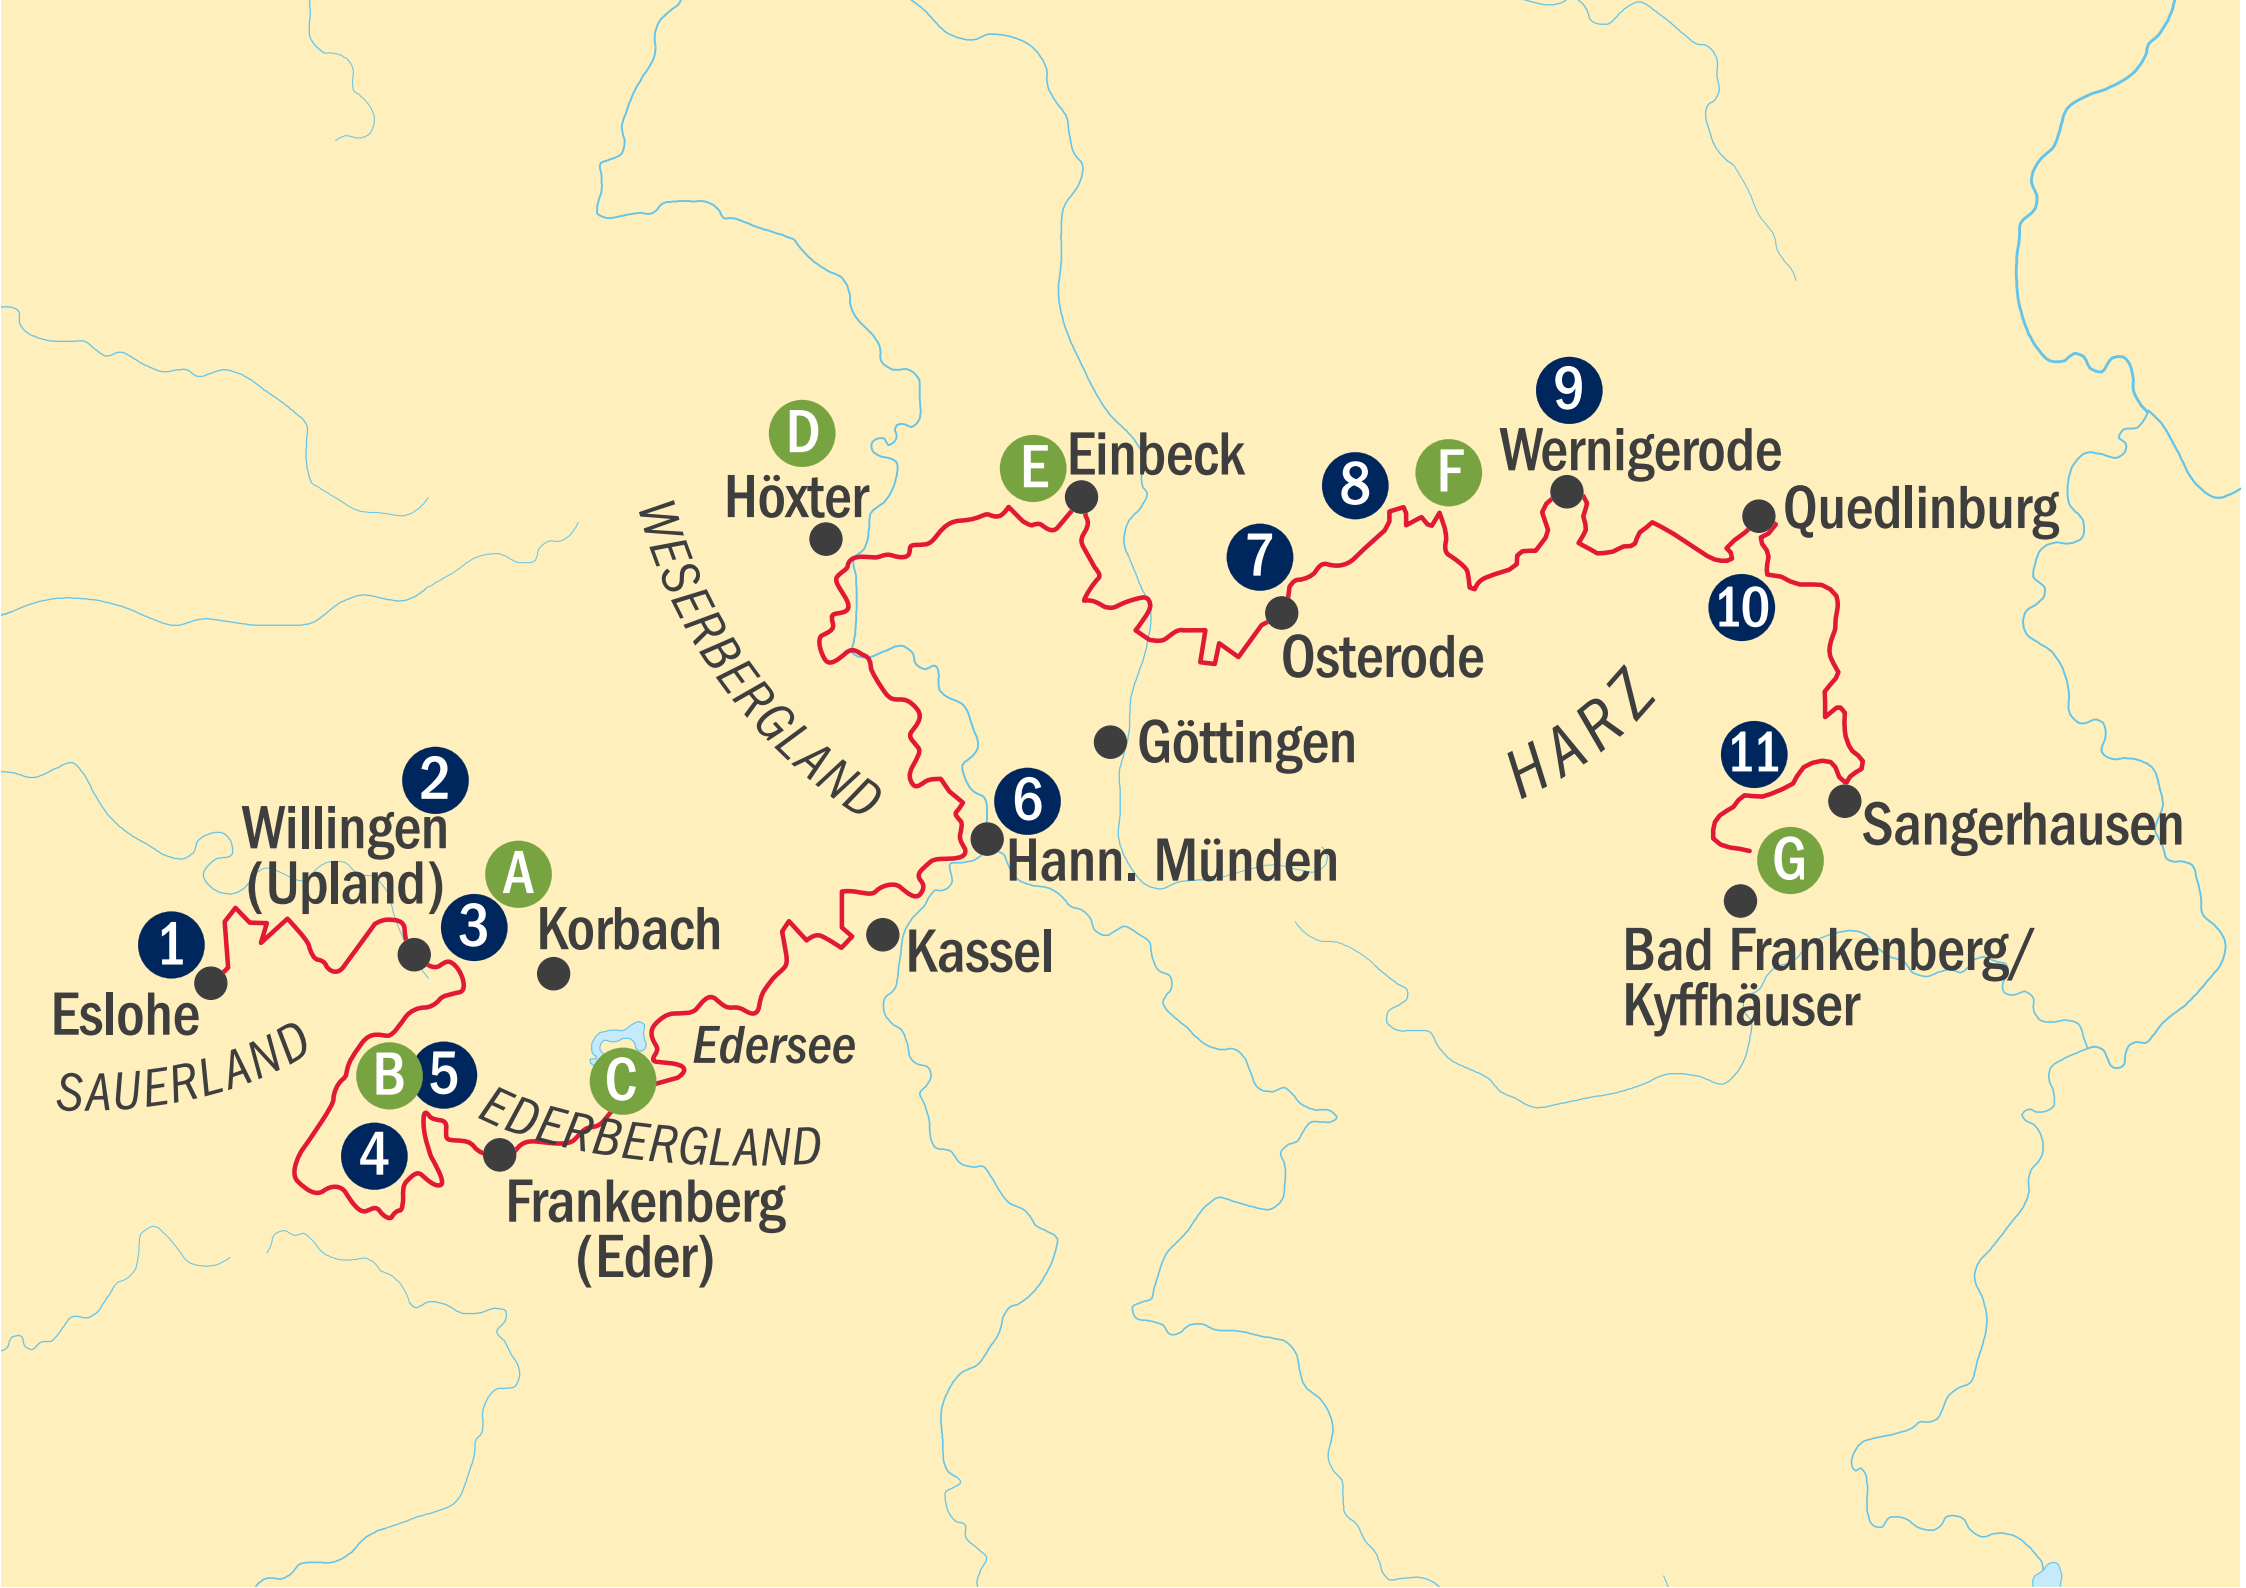 9
D
E
Einbeck
Wernigerode
8
F
Höxter
Quedlinburg
WESERBERGLAND
7
10
Osterode
HARZ
Göttingen
11
2
6
Willingen
(Upland)
Sangerhausen
Hann. Münden
A
G
1
3
Korbach
Kassel
Bad Frankenberg/
Kyffhäuser
Eslohe
SAUERLAND
Edersee
B
5
C
EDERBERGLAND
4
Frankenberg
(Eder)